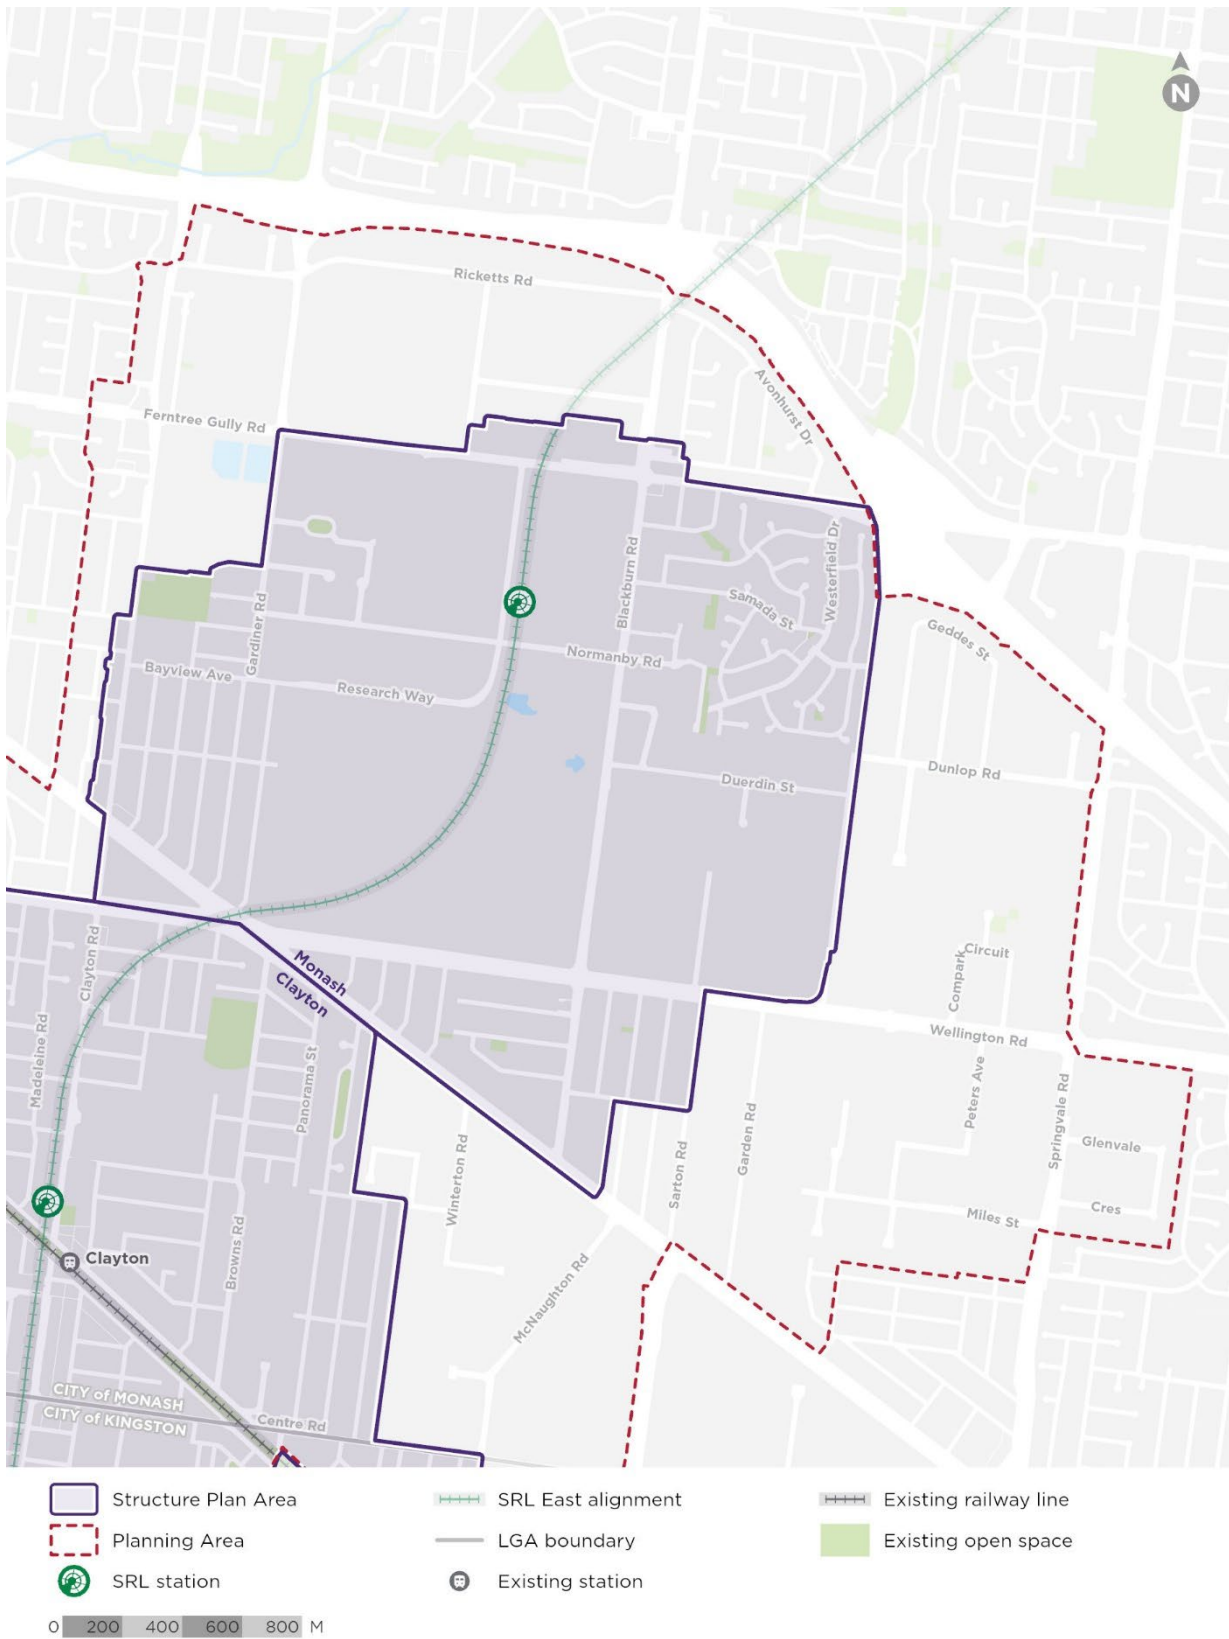 N
Ricketts Rd
Avonhurst Dr
Ferntree Gully Rd
Blackburn Rd
Westerfield Dr
Samada St
Gardiner Rd
Geddes St
Normanby Rd
Bayview Ave
Research Way
Dunlop Rd
Duerdin St
Clayton Rd
Monash
Clayton
Circuit
Compark
Madeleine Rd
Wellington Rd
Panorama St
Peters Ave
Springvale Rd
Garden Rd
Glenvale
Winterton Rd
Sarton Rd
Cres
Miles St
Browns Rd
Clayton
McNaughton Rd
CITY of MONASH
CITY of KINGSTON
Centre Rd
Structure Plan Area
SRL East alignment
Existing railway line
Planning Area
LGA boundary
Existing open space
SRL station
Existing station
0 200 400 600 800 M